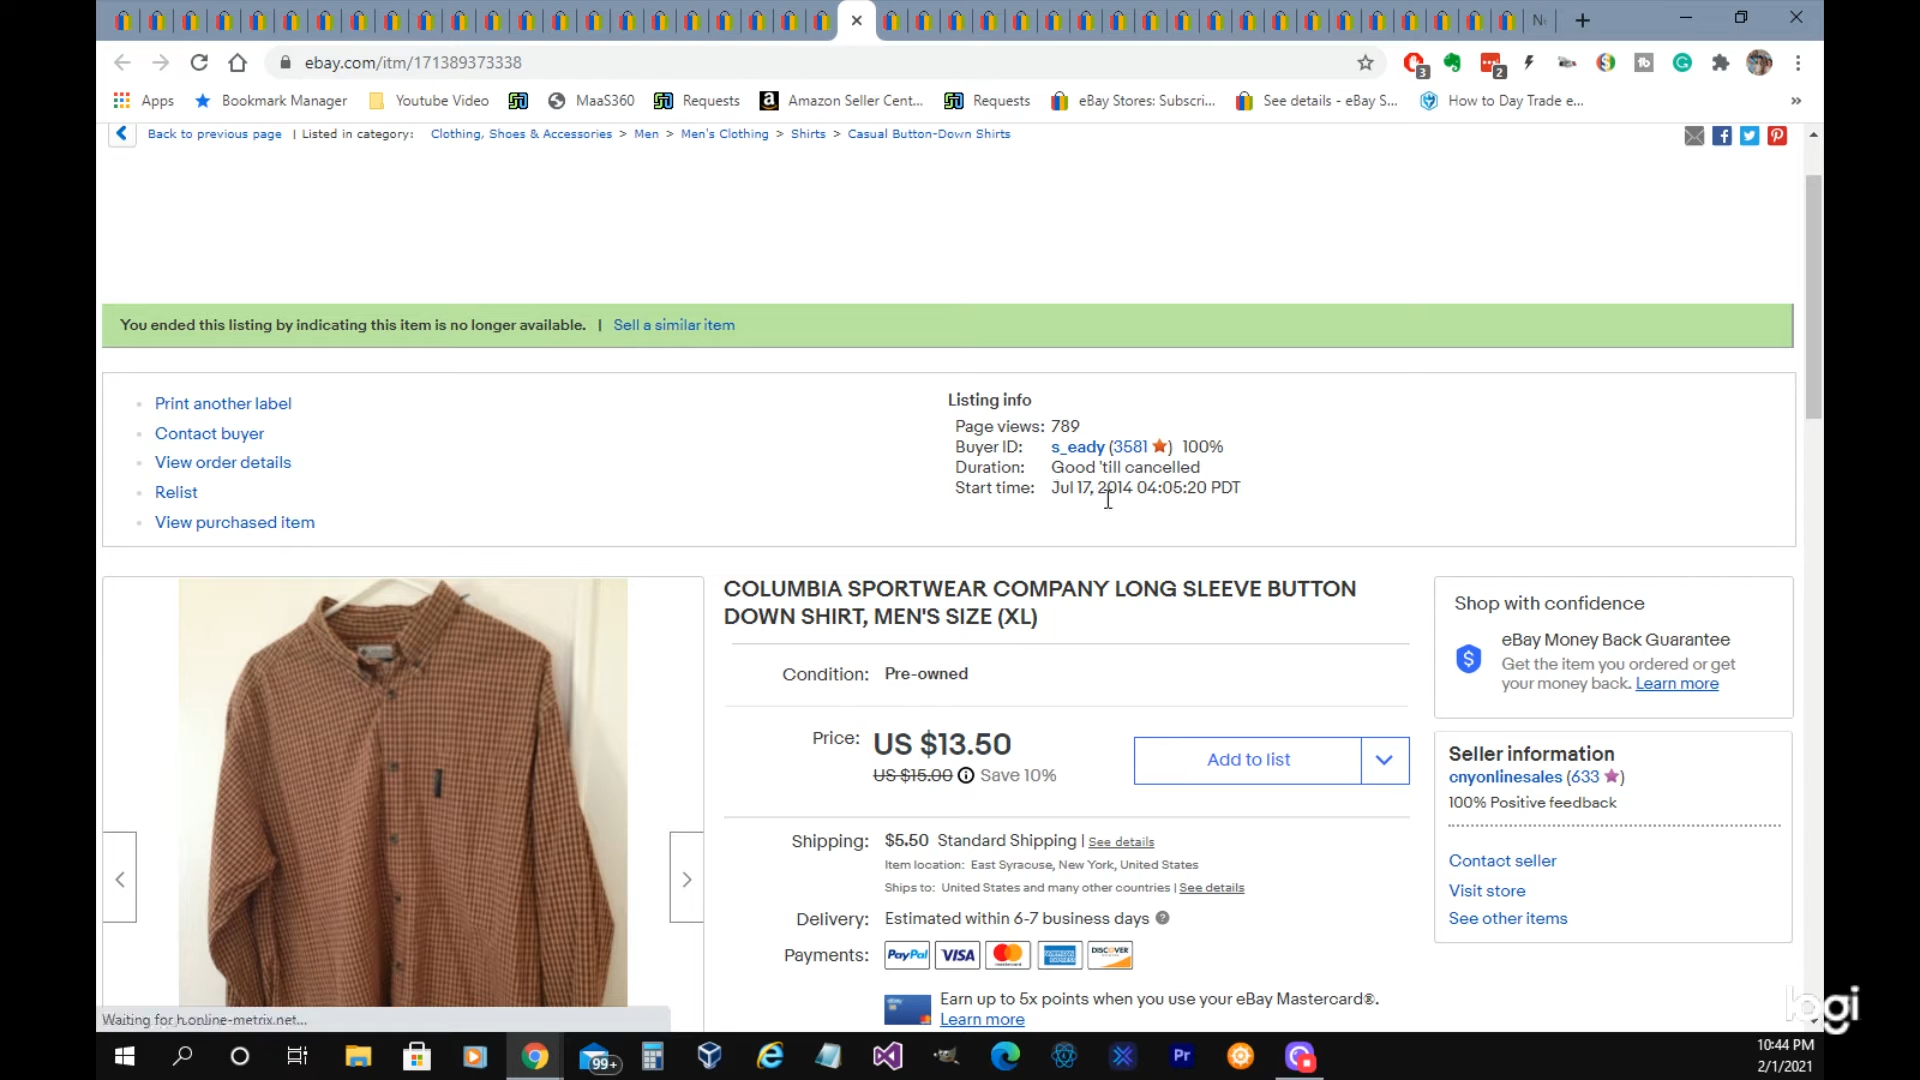 ebay.com/itm/171389373338
3
2
Apps
Bookmark Manager
Youtube Video
MaaS360
Requests
Amazon Seller Cent...
Requests
eBay Stores: Subscri...
See details - eBay S...
How to Day Trade e...
Back to previous page | Listed in category: Clothing, Shoes & Accessories > Men > Men's Clothing > Shirts > Casual Button-Down Shirts
You ended this listing by indicating this item is no longer available. | Sell a similar item
Print another label
Contact buyer
View order details
Relist
View purchased item
Listing info
Page views: 789
Buyer ID: s_eady (3581 ) 100%
Duration: Good 'till cancelled
Start time: Jul 17, 2014 04:05:20 PDT
COLUMBIA SPORTWEAR COMPANY LONG SLEEVE BUTTON
DOWN SHIRT, MEN'S SIZE (XL)
Condition: Pre-owned
Price: US $13.50
US $15.00 Save 10%
Add to list
Shipping: $5.50 Standard Shipping | See details
Item location: East Syracuse, New York, United States
Ships to: United States and many other countries | See details
Delivery: Estimated within 6-7 business days
Payments: PayPal VISA mastercard DISCOVER
Earn up to 5x points when you use your eBay Mastercard®.
Learn more
Shop with confidence
eBay Money Back Guarantee
Get the item you ordered or get
your money back. Learn more
Seller information
cnyonlinesales (633 )
100% Positive feedback
Contact seller
Visit store
See other items
Waiting for h.online-metrix.net...
logi
99+
Pr
10:44 PM
2/1/2021